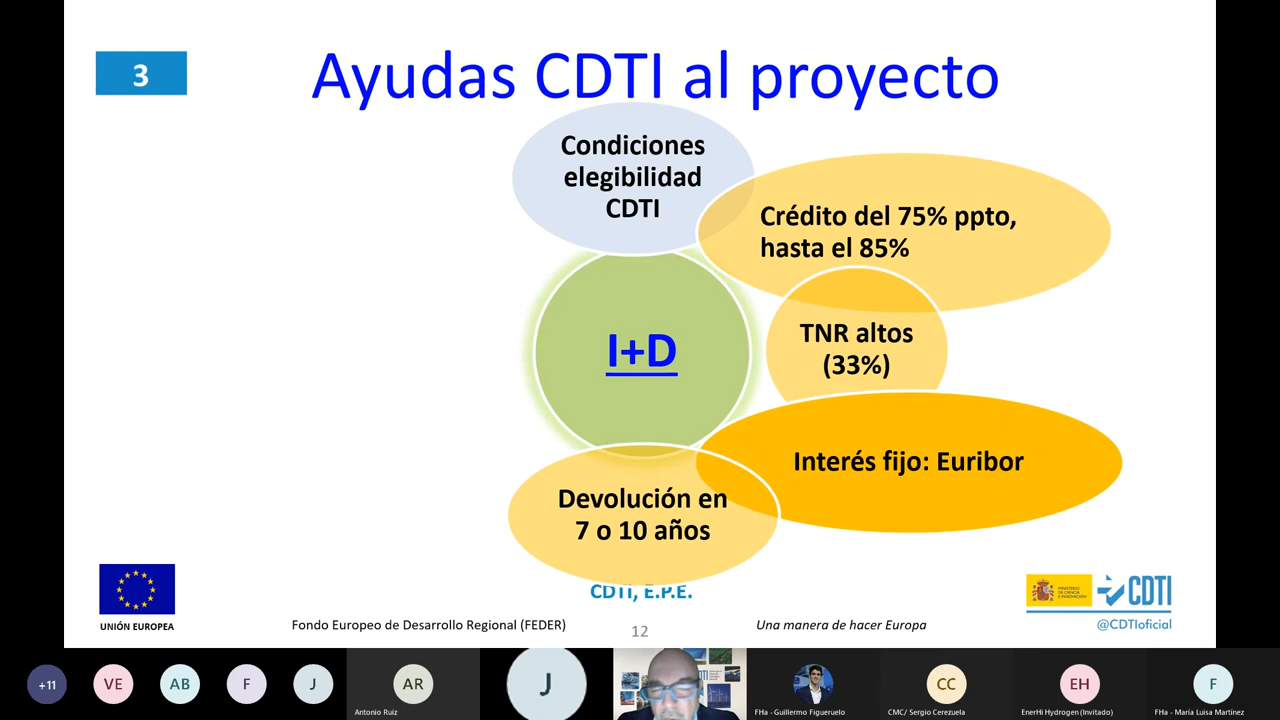 3
Ayudas CDTI al proyecto
Condiciones
elegibilidad
CDTI
Crédito del 75% ppto,
hasta el 85%
I+D
TNR altos
(33%)
Interés fijo: Euribor
Devolución en
7 o 10 años
CDTI, E.P.E.
UNIÓN EUROPEA
Fondo Europeo de Desarrollo Regional (FEDER)
12
Una manera de hacer Europa
MINISTERIO
DE CIENCIA
E INNOVACIÓN
CDTI
@CDTIoficial
+11
VE
AB
F
J
AR
Antonio Ruiz
J
FHa - Guillermo Figueruelo
CC
CMC/ Sergio Cerezuela
EH
EnerHi Hydrogen (Invitado)
F
FHa - María Luisa Martínez